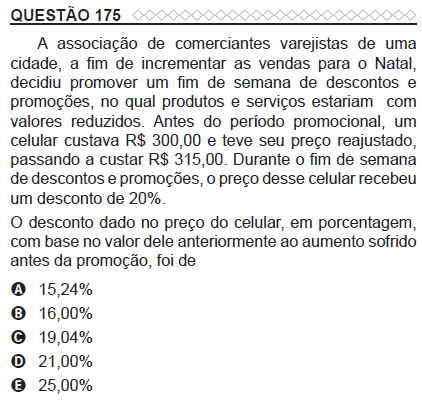 QUESTÃO 175
A associação de comerciantes varejistas de uma
cidade, a fim de incrementar as vendas para o Natal,
decidiu promover um fim de semana de descontos e
promoções, no qual produtos e serviços estariam com
valores reduzidos. Antes do período promocional, um
celular custava R$ 300,00 e teve seu preço reajustado,
passando a custar R$ 315,00. Durante o fim de semana
de descontos e promoções, o preço desse celular recebeu
um desconto de 20%.
O desconto dado no preço do celular, em porcentagem,
com base no valor dele anteriormente ao aumento sofrido
antes da promoção, foi de
A 15,24%
B 16,00%
C 19,04%
D 21,00%
E 25,00%